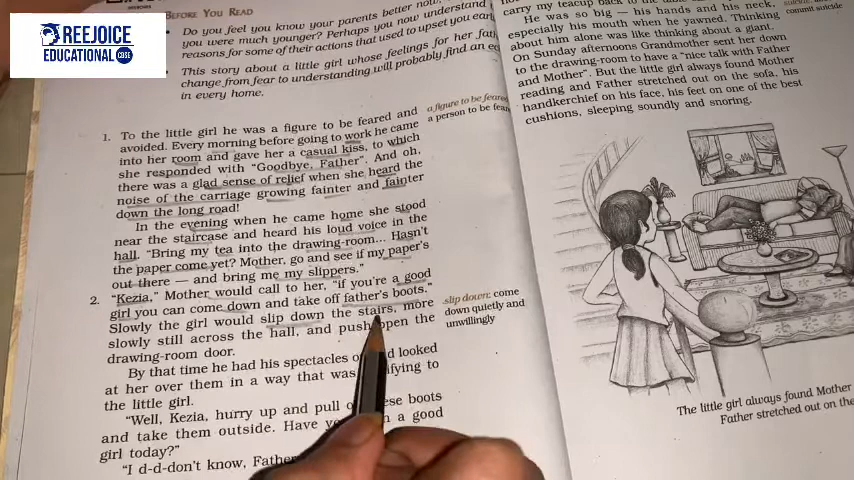 REEJOICE
EDUCATIONAL CBSE
BEFORE YOU READ
Do you feel you know your parents better now,
you were much younger? Perhaps you now understand
reasons for some of their actions that used to upset you earl
This story about a little girl whose feelings for her fath
change from fear to understanding will probably find an ec
in every home.
1. To the little girl he was a figure to be feared and
avoided. Every morning before going to work he came
into her room and gave her a casual kiss, to which
she responded with “Goodbye, Father”. And oh,
there was a glad sense of relief when she heard the
noise of the carriage growing fainter and fainter
down the long road!
In the evening when he came home she stood
near the staircase and heard his loud voice in the
hall. “Bring my tea into the drawing-room... Hasn't
the paper come yet? Mother, go and see if my paper's
out there — and bring me my slippers.”
2. “Kezia,” Mother would call to her, “if you're a good
girl you can come down and take off father's boots.”
Slowly the girl would slip down the stairs, more
slowly still across the hall, and push open the
drawing-room door.
By that time he had his spectacles looked
at her over them in a way that was fying to
the little girl.
“Well, Kezia, hurry up and pull ese boots
and take them outside. Have a good
girl today?”
“I d-d-don't know, Father
a figure to be feared
a person to be fear
slip down: come
down quietly and
unwillingly
carry my teacup back to the
He was so big — his hands and his neck,
especially his mouth when he yawned. Thinking
about him alone was like thinking about a giant.
On Sunday afternoons Grandmother sent her down
to the drawing-room to have a “nice talk with Father
and Mother”. But the little girl always found Mother
reading and Father stretched out on the sofa, his
handkerchief on his face, his feet on one of the best
cushions, sleeping soundly and snoring.
commit suicide
The little girl always found Mother
Father stretched out on the